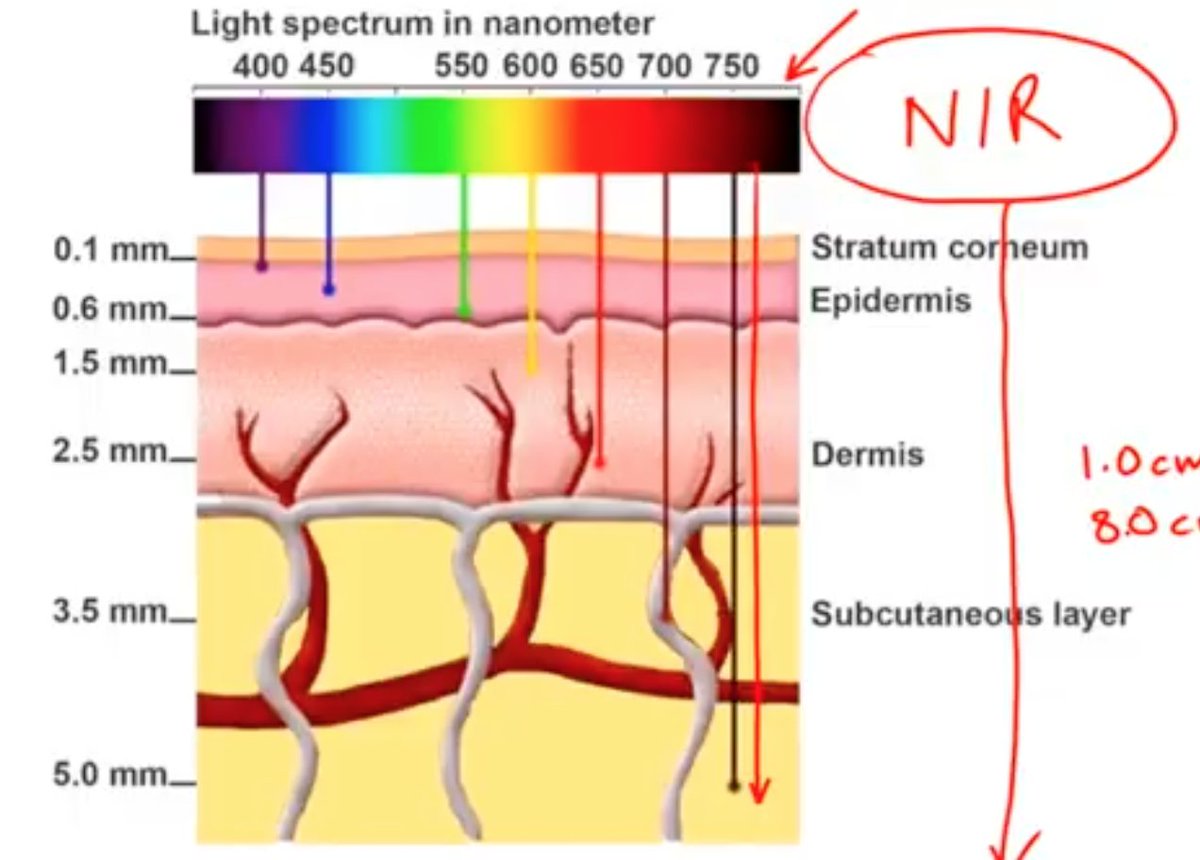 Light spectrum in nanometer
400 450 550 600 650 700 750
NIR
0.1 mm
Stratum corneum
0.6 mm
Epidermis
1.5 mm
2.5 mm
Dermis
1.0 cm
8.0 c
3.5 mm
Subcutaneous layer
5.0 mm